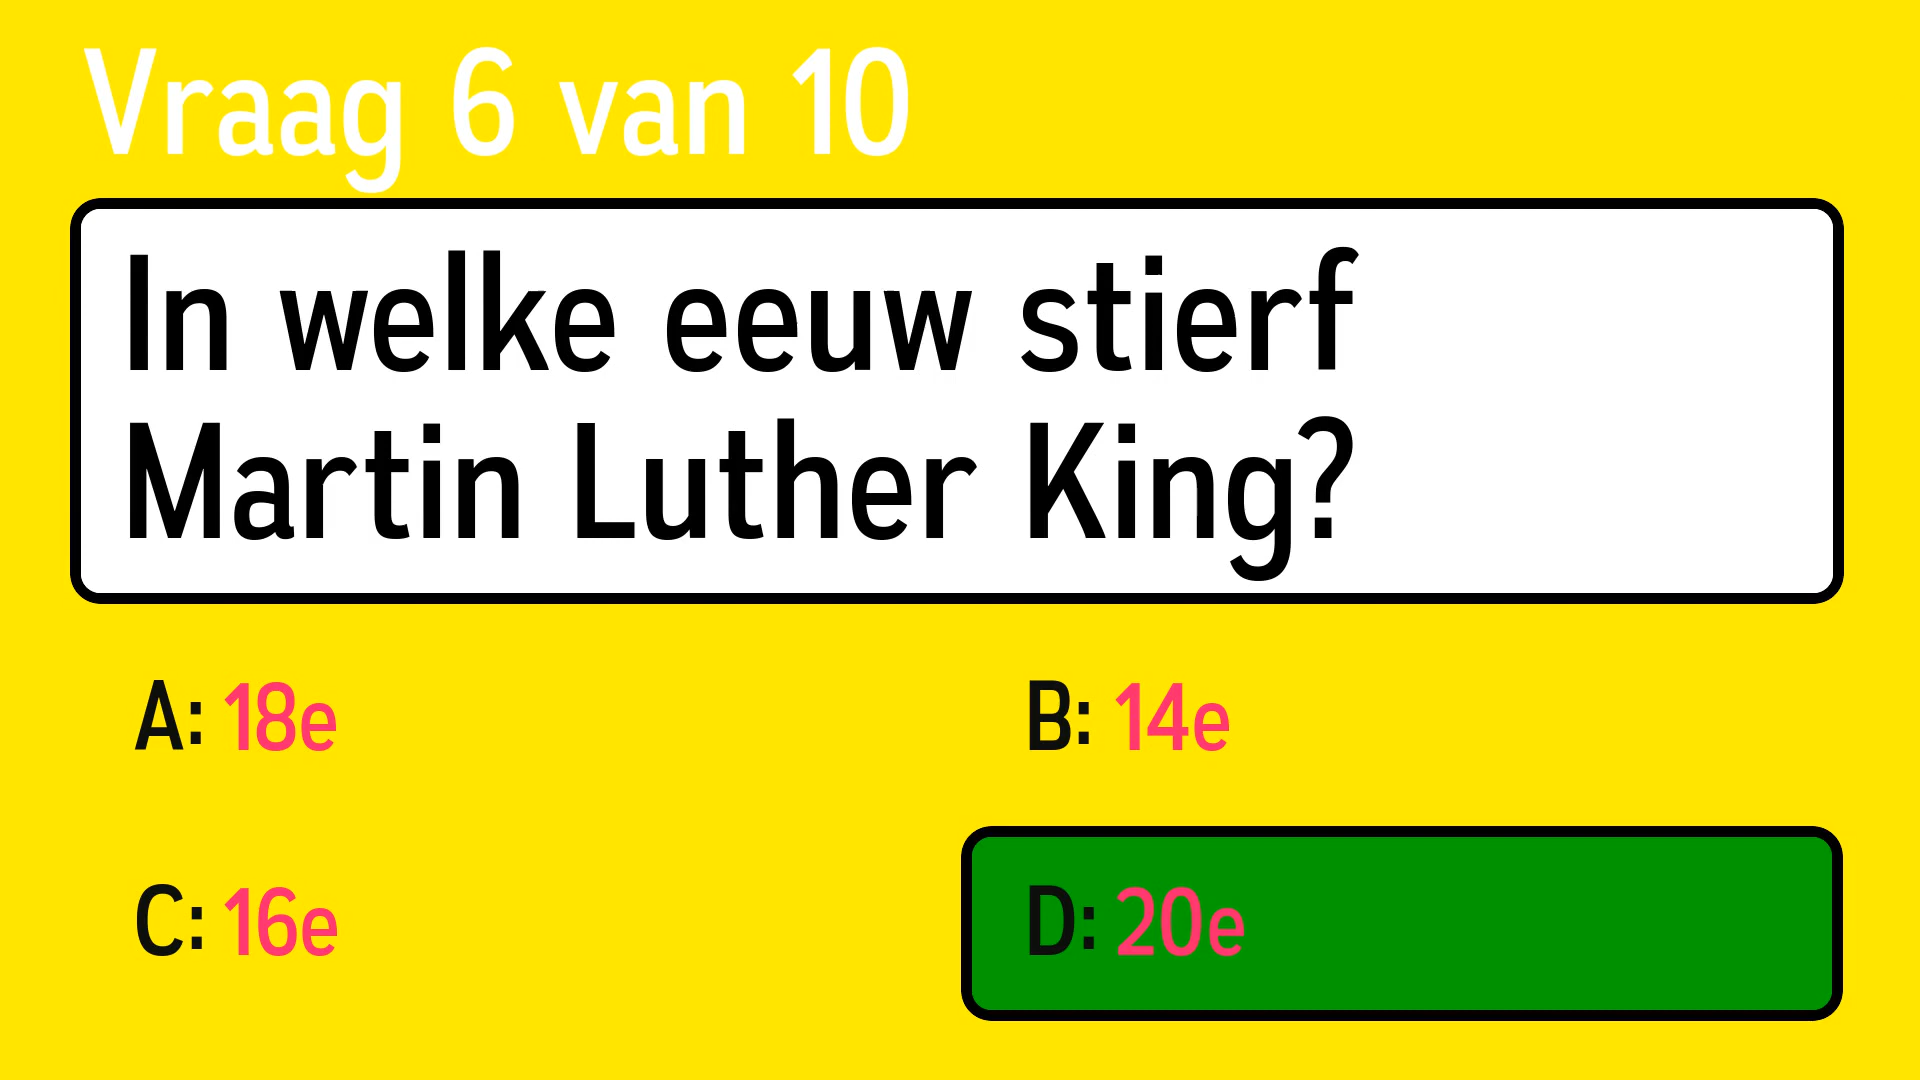 Vraag 6 van 10
In welke eeuw stierf
Martin Luther King?
A: 18e
B: 14e
C: 16e
D: 20e